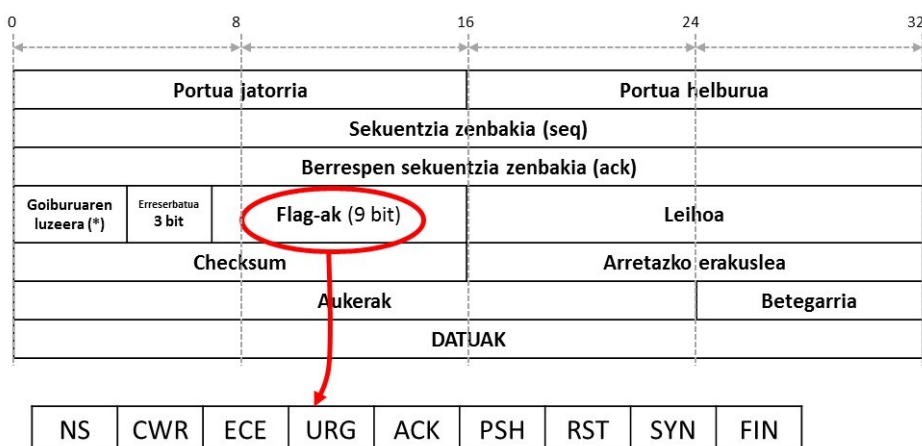 0 8 16 24 32
Portua jatorria Portua helburua
Sekuentzia zenbakia (seq)
Berrespen sekuentzia zenbakia (ack)
Goiburuaren
luzeera (*)
Erreserbatua
3 bit
Flag-ak (9 bit)
Leihoa
Checksum Arretazko erakuslea
Aukerak Betegarria
DATUAK
NS CWR ECE URG ACK PSH RST SYN FIN